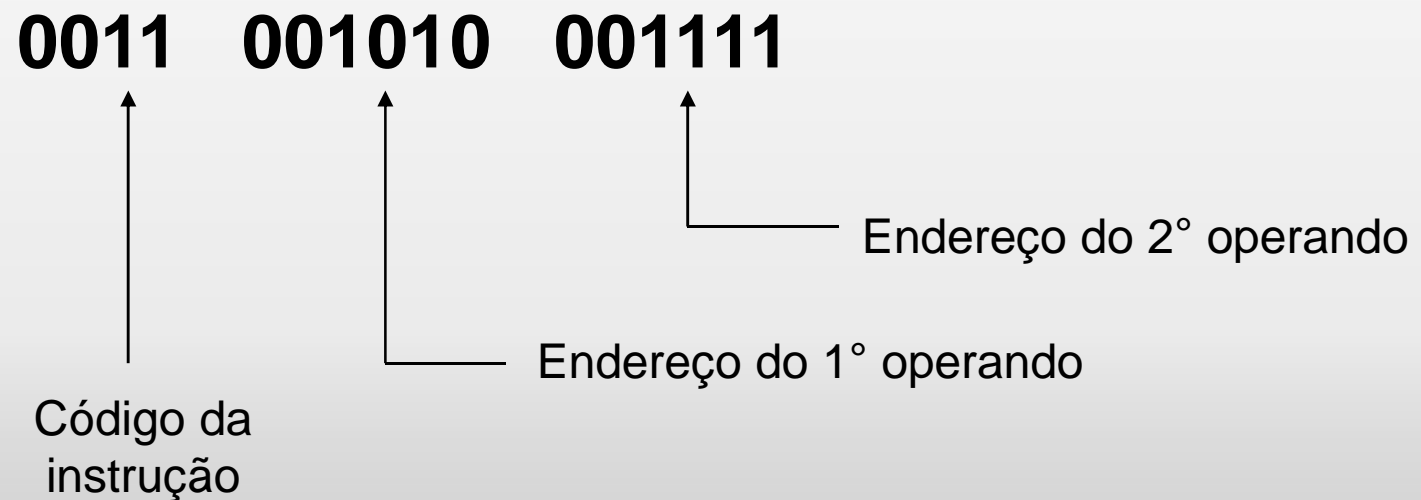 0011 001010 001111
Endereço do 2° operando
Endereço do 1° operando
Código da
instrução